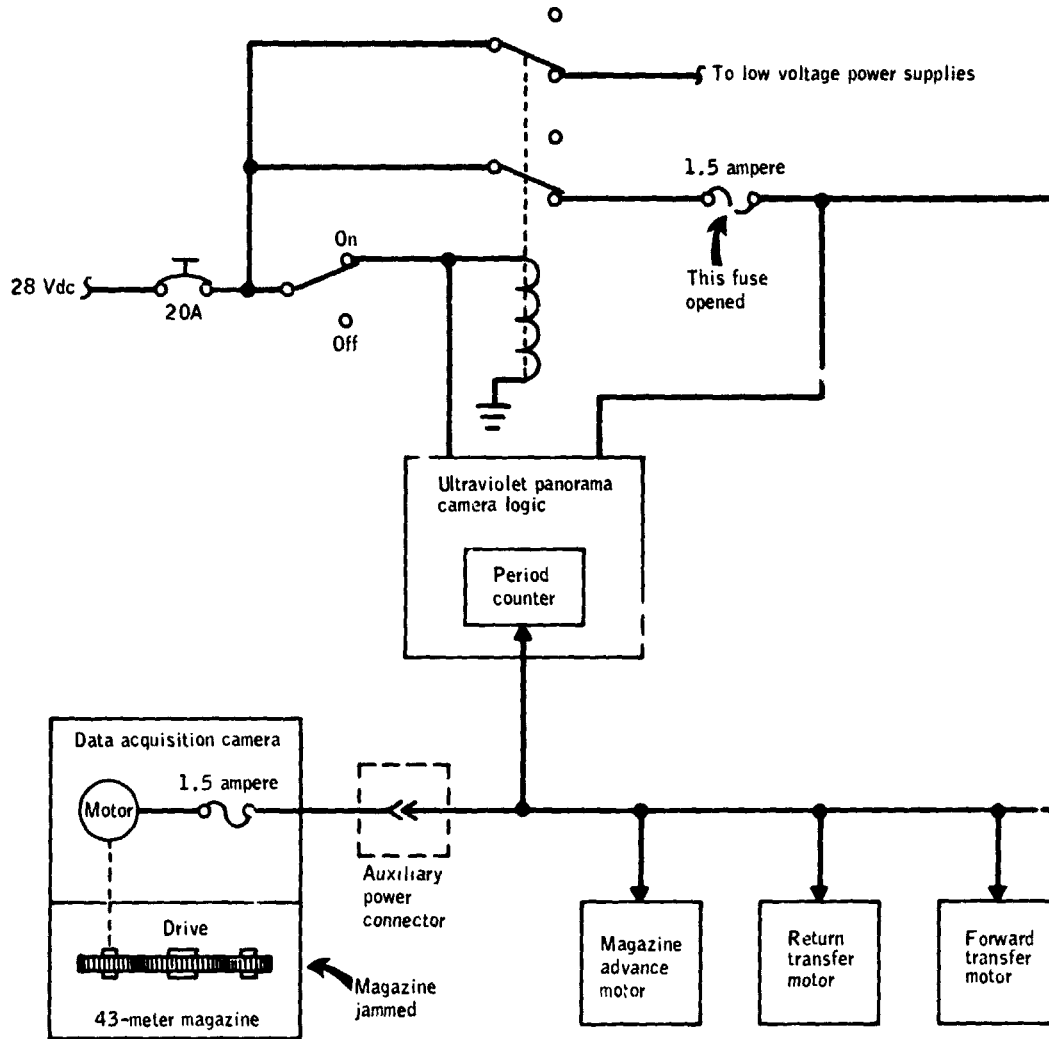 To low voltage power supplies
1.5 ampere
On
This fuse
opened
28 Vdc
20A
Off
Ultraviolet panorama
camera logic
Period
counter
Data acquisition camera
1.5 ampere
Motor
Auxiliary
power
connector
Drive
Magazine
jammed
43-meter magazine
Magazine
advance
motor
Return
transfer
motor
Forward
transfer
motor